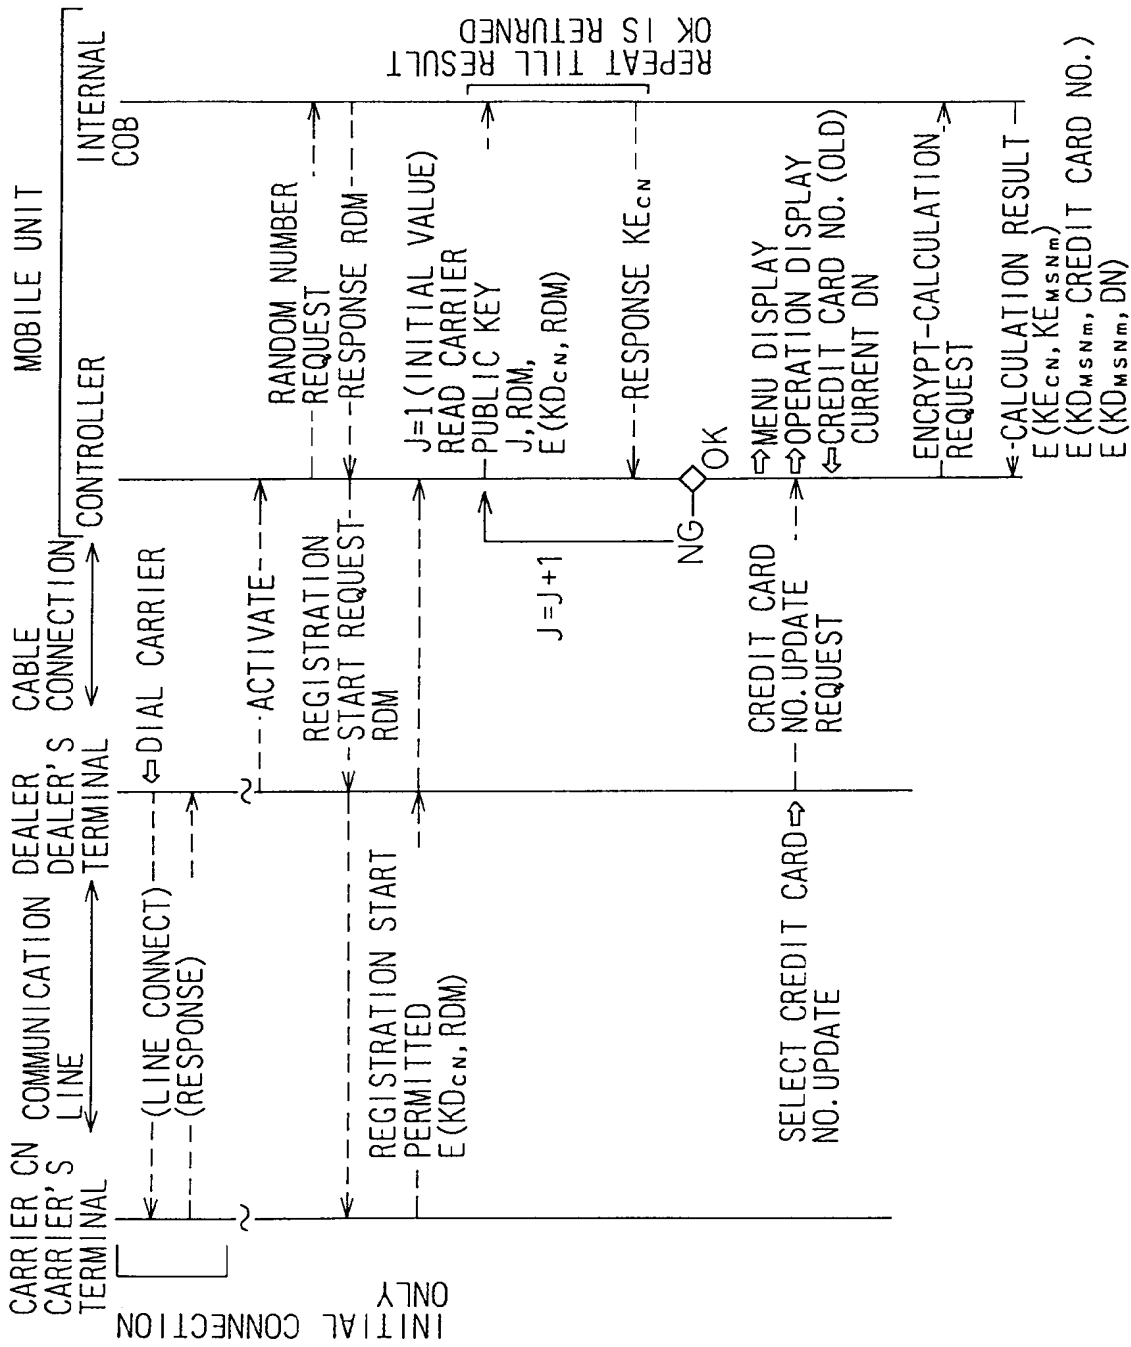 MOBILE UNIT
CARRIER CN
CARRIER'S
TERMINAL
COMMUNICATION
LINE
DEALER
DEALER'S
TERMINAL
CABLE
CONNECTION
CONTROLLER
INTERNAL
COB
INITIAL CONNECTION
ONLY
(LINE CONNECT)
(RESPONSE)
DIAL CARRIER
ACTIVATE
RANDOM NUMBER
REQUEST
RESPONSE RDM
REGISTRATION
START REQUEST
RDM
REGISTRATION START
PERMITTED
E(KDCN, RDM)
J=1(INITIAL VALUE)
READ CARRIER
PUBLIC KEY
J,RDM,
E(KDCN, RDM)
REPEAT TILL RESULT
OK IS RETURNED
RESPONSE KECN
J=J+1
NG
OK
SELECT CREDIT CARD
NO.UPDATE
CREDIT CARD
NO.UPDATE
REQUEST
MENU DISPLAY
OPERATION DISPLAY
CREDIT CARD NO.(OLD)
CURRENT DN
ENCRYPT-CALCULATION
REQUEST
CALCULATION RESULT
E(KECN, KEMSNm)
E(KDMSNm, CREDIT CARD NO.)
E(KDMSNm, DN)